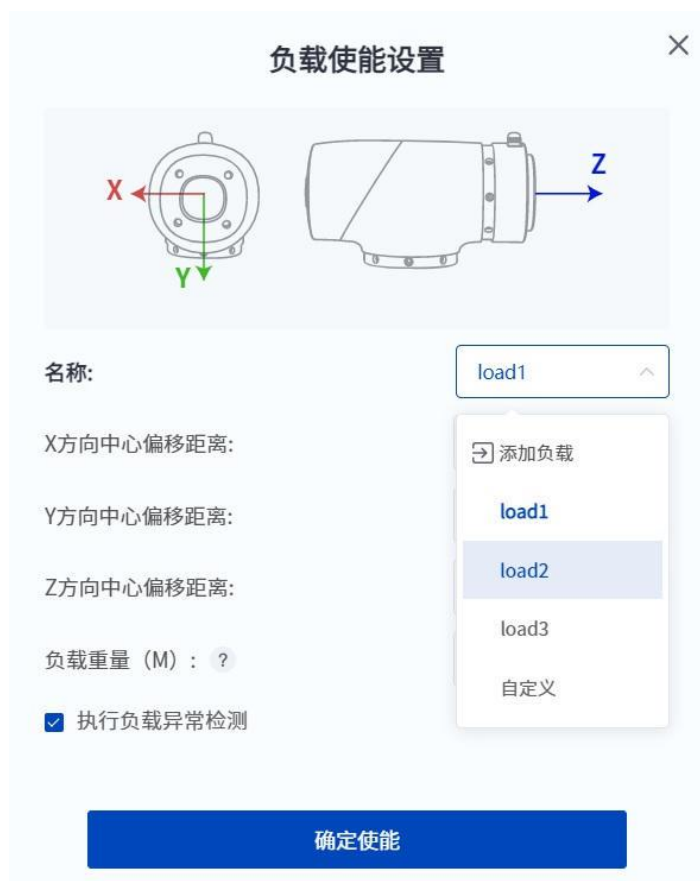 负载使能设置
X
Y
Z
名称:
load1
X方向中心偏移距离:
添加负载
load1
Y方向中心偏移距离:
load2
Z方向中心偏移距离:
load3
负载重量（M）: ?
自定义
执行负载异常检测
确定使能